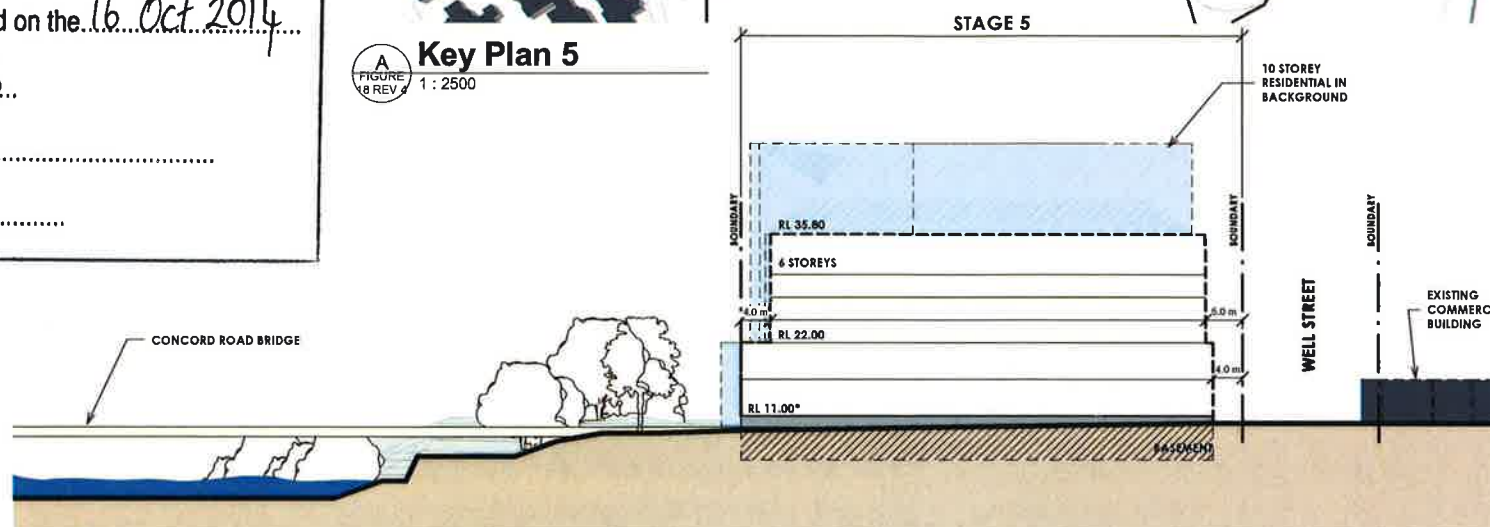 d on the 16 Oct 2014
Key Plan 5
A
FIGURE
18 REV 4
1 : 2500
STAGE 5
10 STOREY
RESIDENTIAL IN
BACKGROUND
BOUNDARY
BOUNDARY
BOUNDARY
RL 35.80
6 STOREYS
4.0 m
5.0 m
RL 22.00
4.0 m
RL 11.00*
BASEMENT
WELL STREET
EXISTING
COMMERC
BUILDING
CONCORD ROAD BRIDGE